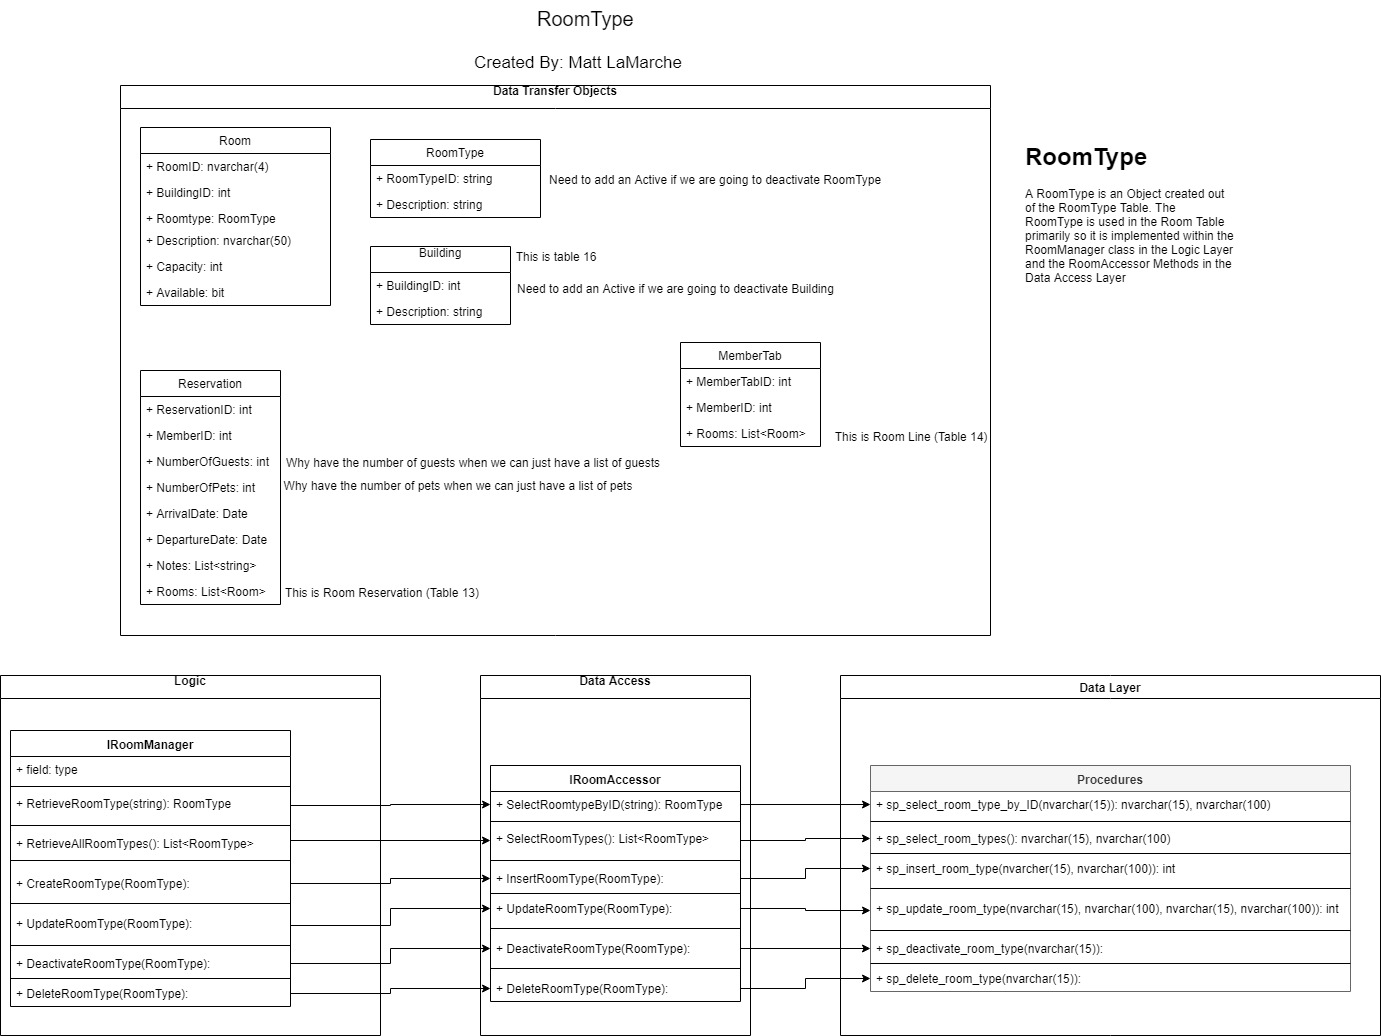 RoomType
Created By: Matt LaMarche
Data Transfer Objects
Room
+ RoomID: nvarchar(4)
+ BuildingID: int
+ Roomtype: RoomType
+ Description: nvarchar(50)
+ Capacity: int
+ Available: bit
RoomType
+ RoomTypeID: string
+ Description: string
Need to add an Active if we are going to deactivate RoomType
Building
+ BuildingID: int
+ Description: string
This is table 16
Need to add an Active if we are going to deactivate Building
MemberTab
+ MemberTabID: int
+ MemberID: int
+ Rooms: List<Room>
This is Room Line (Table 14)
Reservation
+ ReservationID: int
+ MemberID: int
+ NumberOfGuests: int
Why have the number of guests when we can just have a list of guests
+ NumberOfPets: int
Why have the number of pets when we can just have a list of pets
+ ArrivalDate: Date
+ DepartureDate: Date
+ Notes: List<string>
+ Rooms: List<Room>
This is Room Reservation (Table 13)
RoomType
A RoomType is an Object created out
of the RoomType Table. The
RoomType is used in the Room Table
primarily so it is implemented within the
RoomManager class in the Logic Layer
and the RoomAccessor Methods in the
Data Access Layer
Logic
IRoomManager
+ field: type
+ RetrieveRoomType(string): RoomType
+ RetrieveAllRoomTypes(): List<RoomType>
+ CreateRoomType(RoomType):
+ UpdateRoomType(RoomType):
+ DeactivateRoomType(RoomType):
+ DeleteRoomType(RoomType):
Data Access
IRoomAccessor
+ SelectRoomtypeByID(string): RoomType
+ SelectRoomTypes(): List<RoomType>
+ InsertRoomType(RoomType):
+ UpdateRoomType(RoomType):
+ DeactivateRoomType(RoomType):
+ DeleteRoomType(RoomType):
Data Layer
Procedures
+ sp_select_room_type_by_ID(nvarchar(15)): nvarchar(15), nvarchar(100)
+ sp_select_room_types(): nvarchar(15), nvarchar(100)
+ sp_insert_room_type(nvarcher(15), nvarchar(100)): int
+ sp_update_room_type(nvarchar(15), nvarchar(100), nvarchar(15), nvarchar(100)): int
+ sp_deactivate_room_type(nvarchar(15)):
+ sp_delete_room_type(nvarchar(15)):